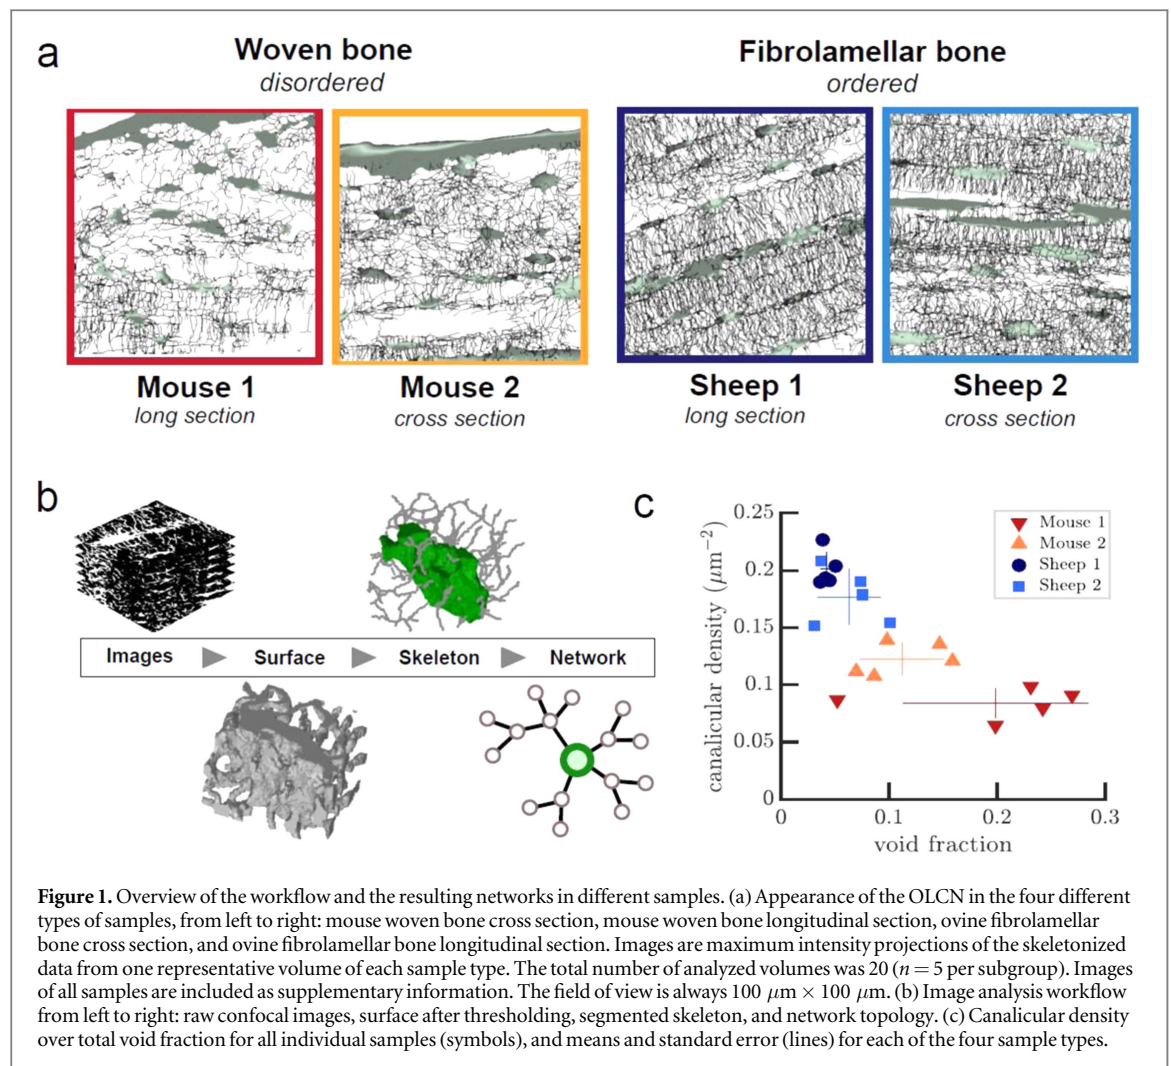 a
Woven bone
disordered
Fibrolamellar bone
ordered
Mouse 1
long section
Mouse 2
cross section
Sheep 1
long section
Sheep 2
cross section
b
Images
Surface
Skeleton
Network
c
canalicular density (μm⁻²)
0.25
0.2
0.15
0.1
0.05
0
0
0.1
0.2
0.3
void fraction
Mouse 1
Mouse 2
Sheep 1
Sheep 2
Figure 1. Overview of the workflow and the resulting networks in different samples. (a) Appearance of the OLCN in the four different
types of samples, from left to right: mouse woven bone cross section, mouse woven bone longitudinal section, ovine fibrolamellar
bone cross section, and ovine fibrolamellar bone longitudinal section. Images are maximum intensity projections of the skeletonized
data from one representative volume of each sample type. The total number of analyzed volumes was 20 (n = 5 per subgroup). Images
of all samples are included as supplementary information. The field of view is always 100 μm × 100 μm. (b) Image analysis workflow
from left to right: raw confocal images, surface after thresholding, segmented skeleton, and network topology. (c) Canalicular density
over total void fraction for all individual samples (symbols), and means and standard error (lines) for each of the four sample types.